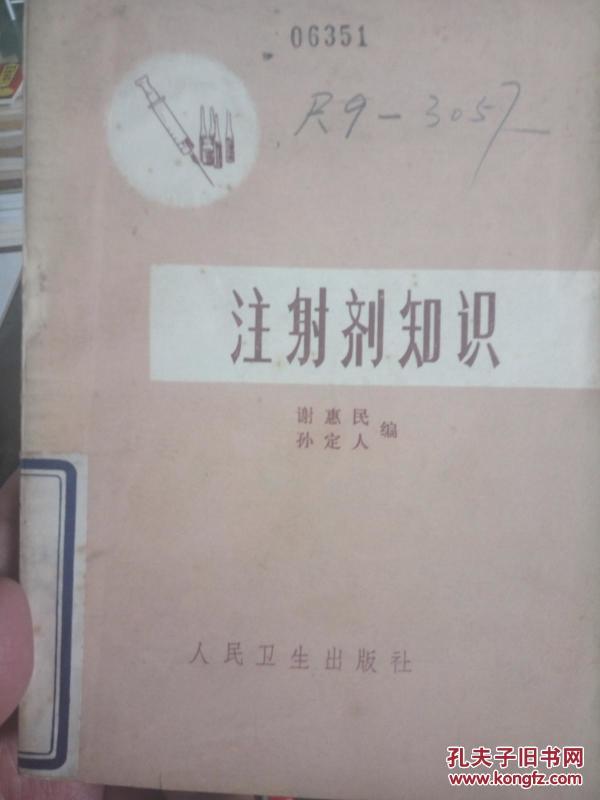 06351
R9-3057
注射剂知识
谢惠民
孙定人 编
人民卫生出版社
孔夫子旧书网
www.kongfz.com